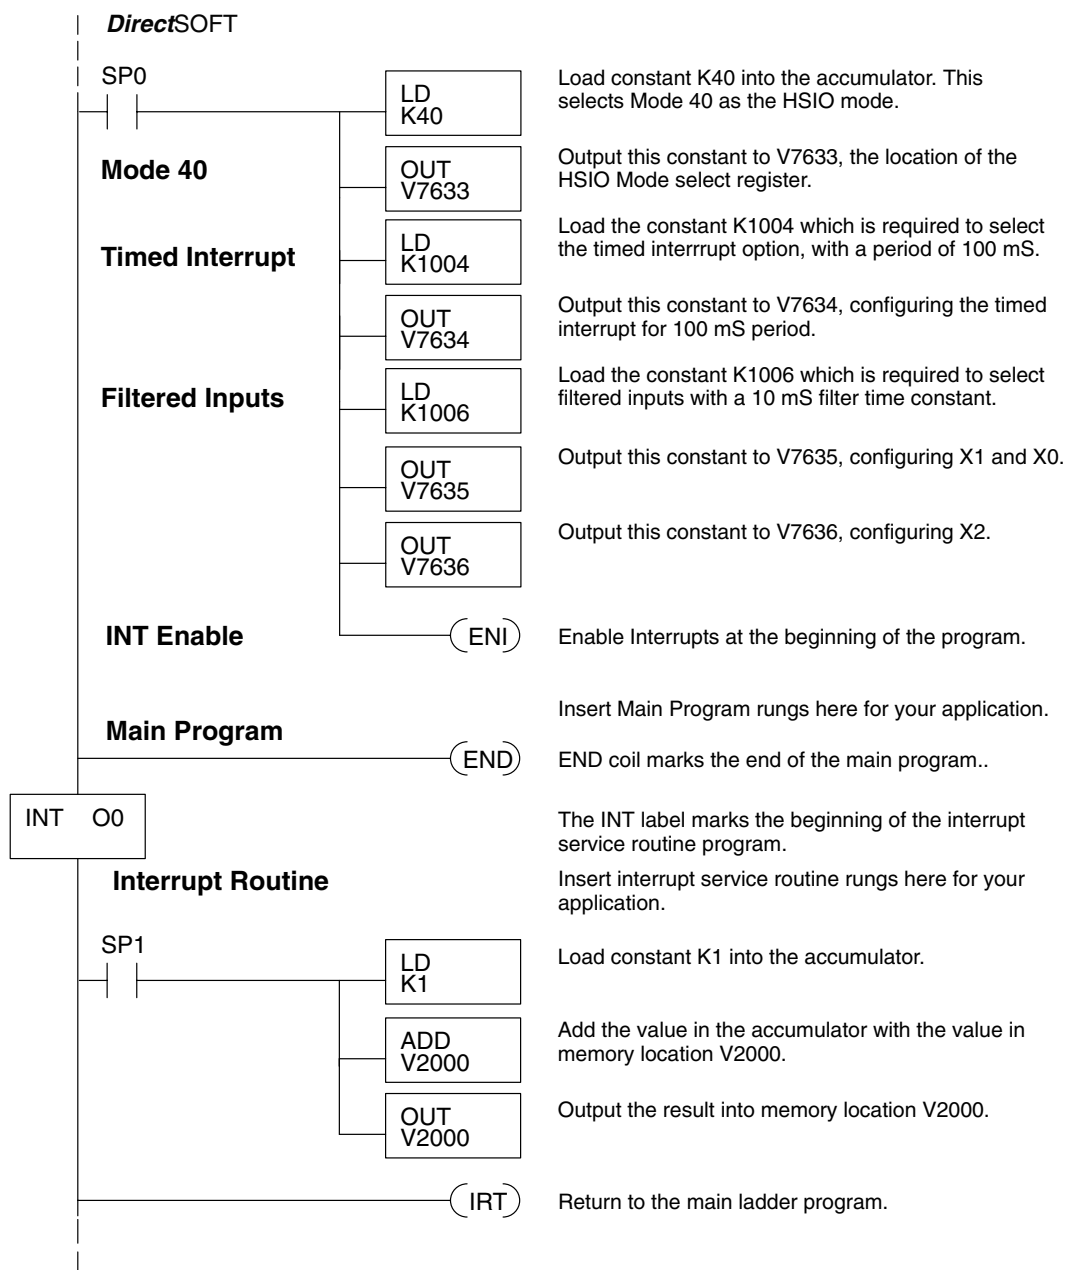 DirectSOFT
SP0
LD
K40
Load constant K40 into the accumulator. This
selects Mode 40 as the HSIO mode.
Mode 40
OUT
V7633
Output this constant to V7633, the location of the
HSIO Mode select register.
Timed Interrupt
LD
K1004
Load the constant K1004 which is required to select
the timed interrrupt option, with a period of 100 mS.
OUT
V7634
Output this constant to V7634, configuring the timed
interrupt for 100 mS period.
Filtered Inputs
LD
K1006
Load the constant K1006 which is required to select
filtered inputs with a 10 mS filter time constant.
OUT
V7635
Output this constant to V7635, configuring X1 and X0.
OUT
V7636
Output this constant to V7636, configuring X2.
INT Enable
ENI
Enable Interrupts at the beginning of the program.
Main Program
Insert Main Program rungs here for your application.
END
END coil marks the end of the main program..
INT O0
The INT label marks the beginning of the interrupt
service routine program.
Interrupt Routine
Insert interrupt service routine rungs here for your
application.
SP1
LD
K1
Load constant K1 into the accumulator.
ADD
V2000
Add the value in the accumulator with the value in
memory location V2000.
OUT
V2000
Output the result into memory location V2000.
IRT
Return to the main ladder program.